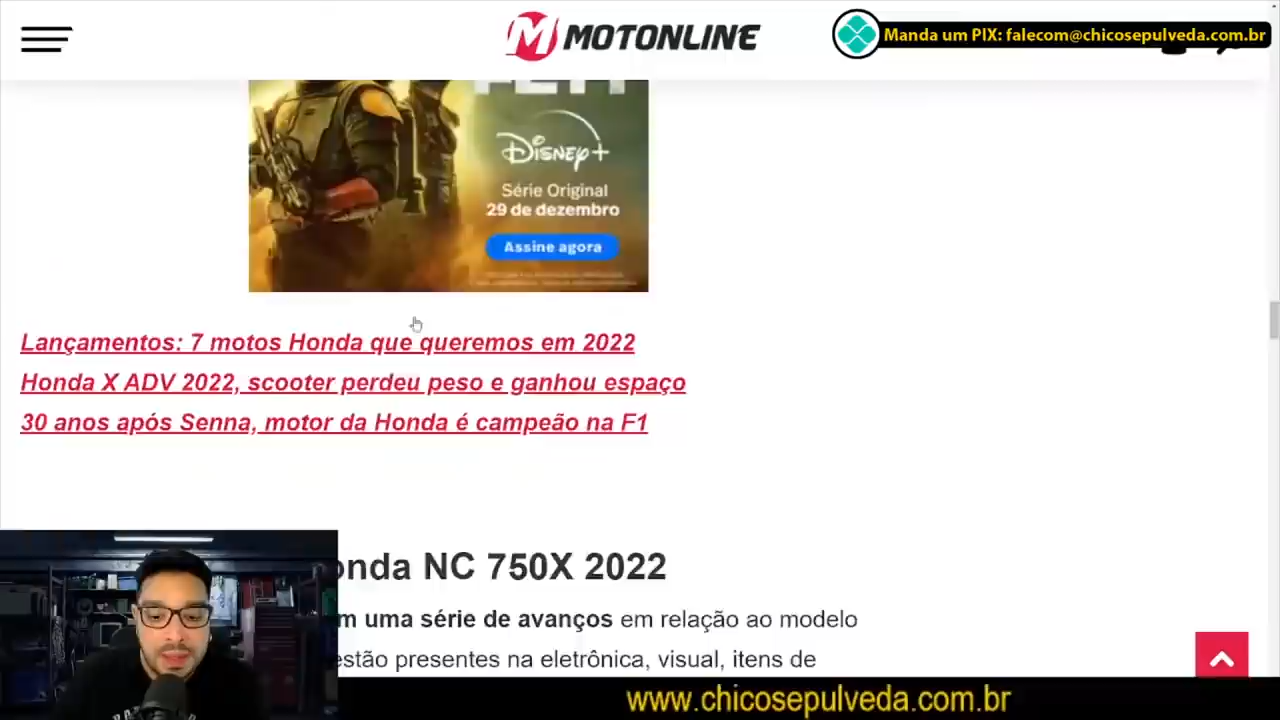 MOTONLINE
Manda um PIX: falecom@chicosepulveda.com.br
Disney+
Série Original
29 de dezembro
Assine agora
Lançamentos: 7 motos Honda que queremos em 2022
Honda X ADV 2022, scooter perdeu peso e ganhou espaço
30 anos após Senna, motor da Honda é campeão na F1
onda NC 750X 2022
m uma série de avanços em relação ao modelo
estão presentes na eletrônica, visual, itens de
www.chicosepulveda.com.br